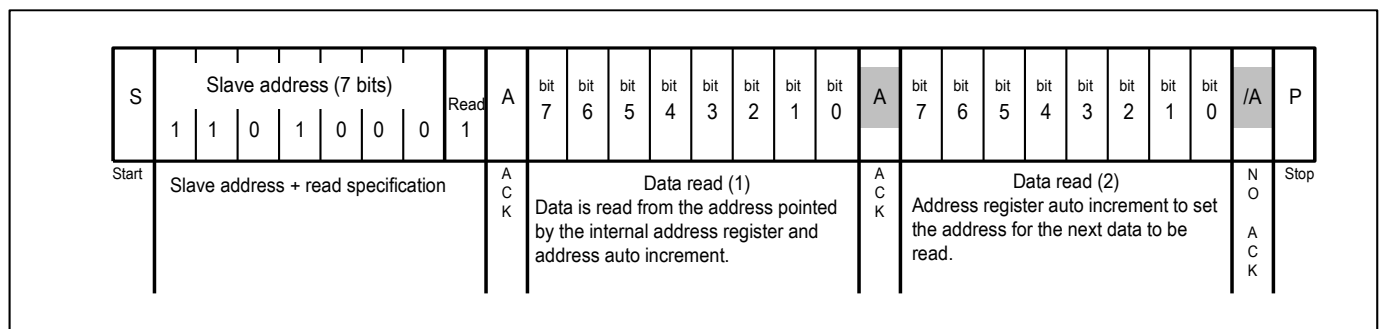 S Slave address (7 bits) Read A bit bit bit bit bit bit bit bit A bit bit bit bit bit bit bit bit /A P
1 1 0 1 0 0 0 1 7 6 5 4 3 2 1 0 7 6 5 4 3 2 1 0
Start
Slave address + read specification
A
C
K
Data read (1)
Data is read from the address pointed
by the internal address register and
address auto increment.
A
C
K
Data read (2)
Address register auto increment to set
the address for the next data to be
read.
N
O
A
C
K
Stop